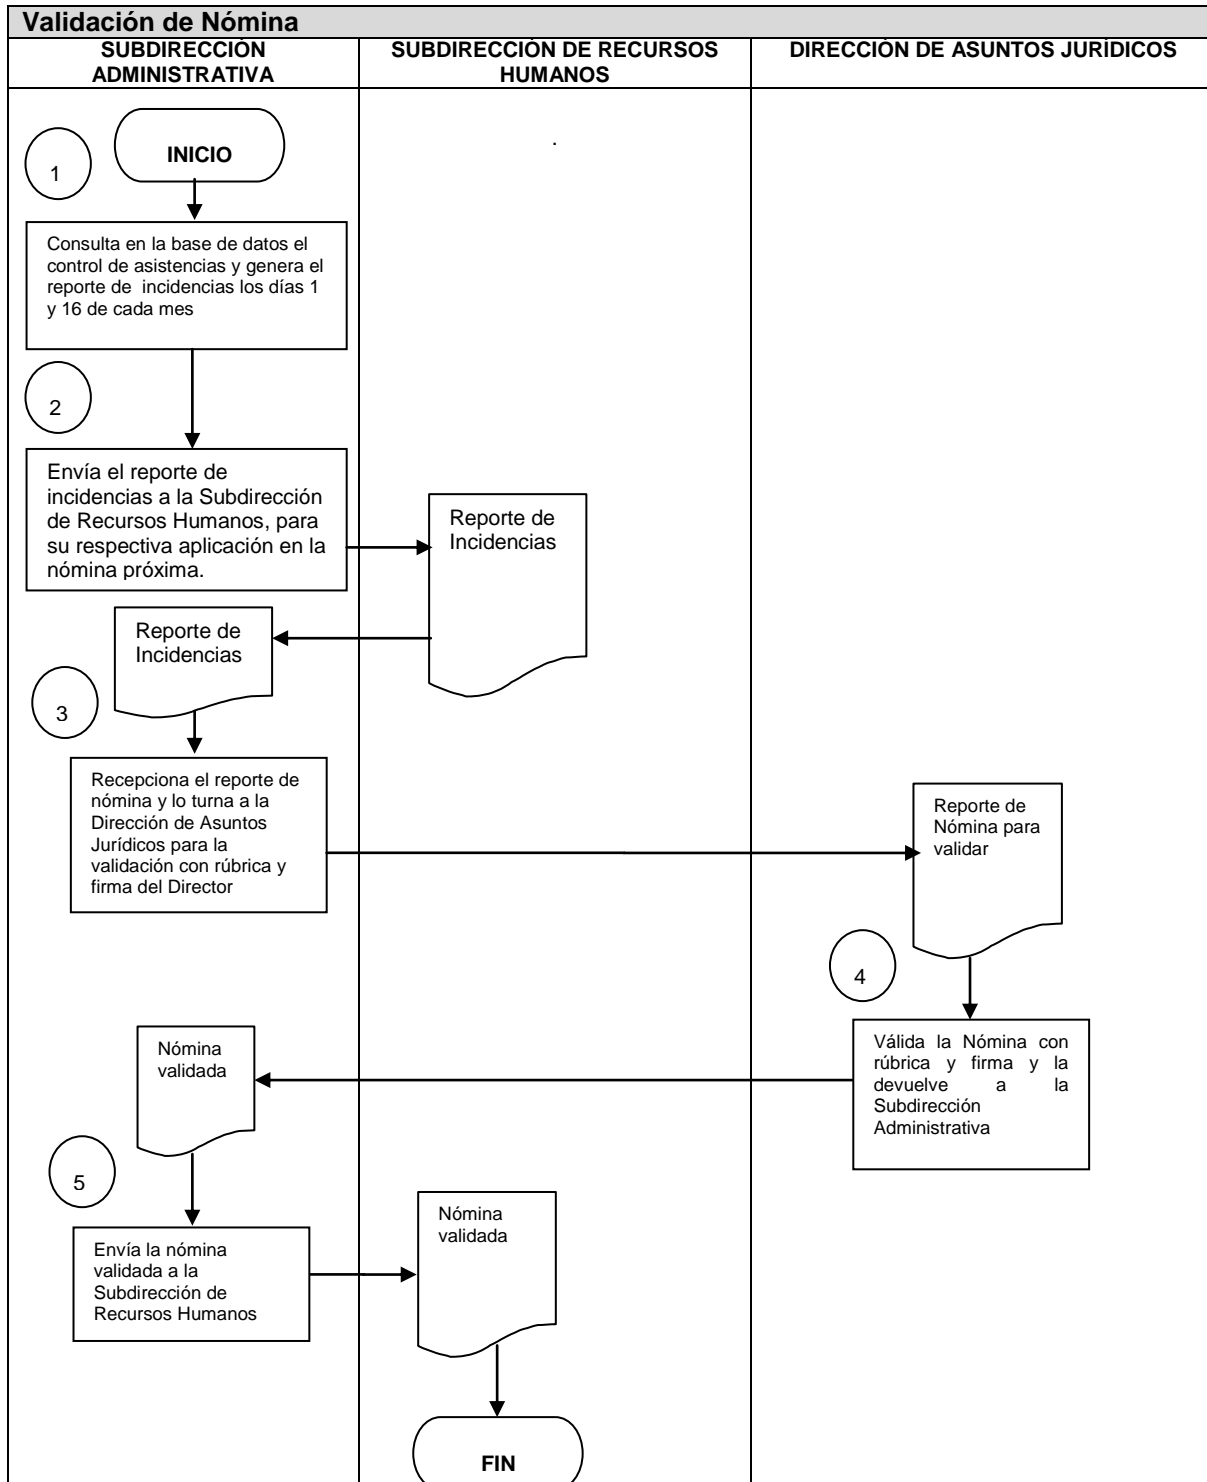 Validación de Nómina
SUBDIRECCIÓN
ADMINISTRATIVA
SUBDIRECCIÓN DE RECURSOS
HUMANOS
DIRECCIÓN DE ASUNTOS JURÍDICOS
.
1
INICIO
Consulta en la base de datos el
control de asistencias y genera el
reporte de incidencias los días 1
y 16 de cada mes
2
Envía el reporte de
incidencias a la Subdirección
de Recursos Humanos, para
su respectiva aplicación en la
nómina próxima.
Reporte de
Incidencias
Reporte de
Incidencias
3
Recepciona el reporte de
nómina y lo turna a la
Dirección de Asuntos
Jurídicos para la
validación con rúbrica y
firma del Director
Reporte de
Nómina para
validar
4
Válida la Nómina con
rúbrica y firma y la
devuelve a la
Subdirección
Administrativa
Nómina
validada
5
Envía la nómina
validada a la
Subdirección de
Recursos Humanos
Nómina
validada
FIN